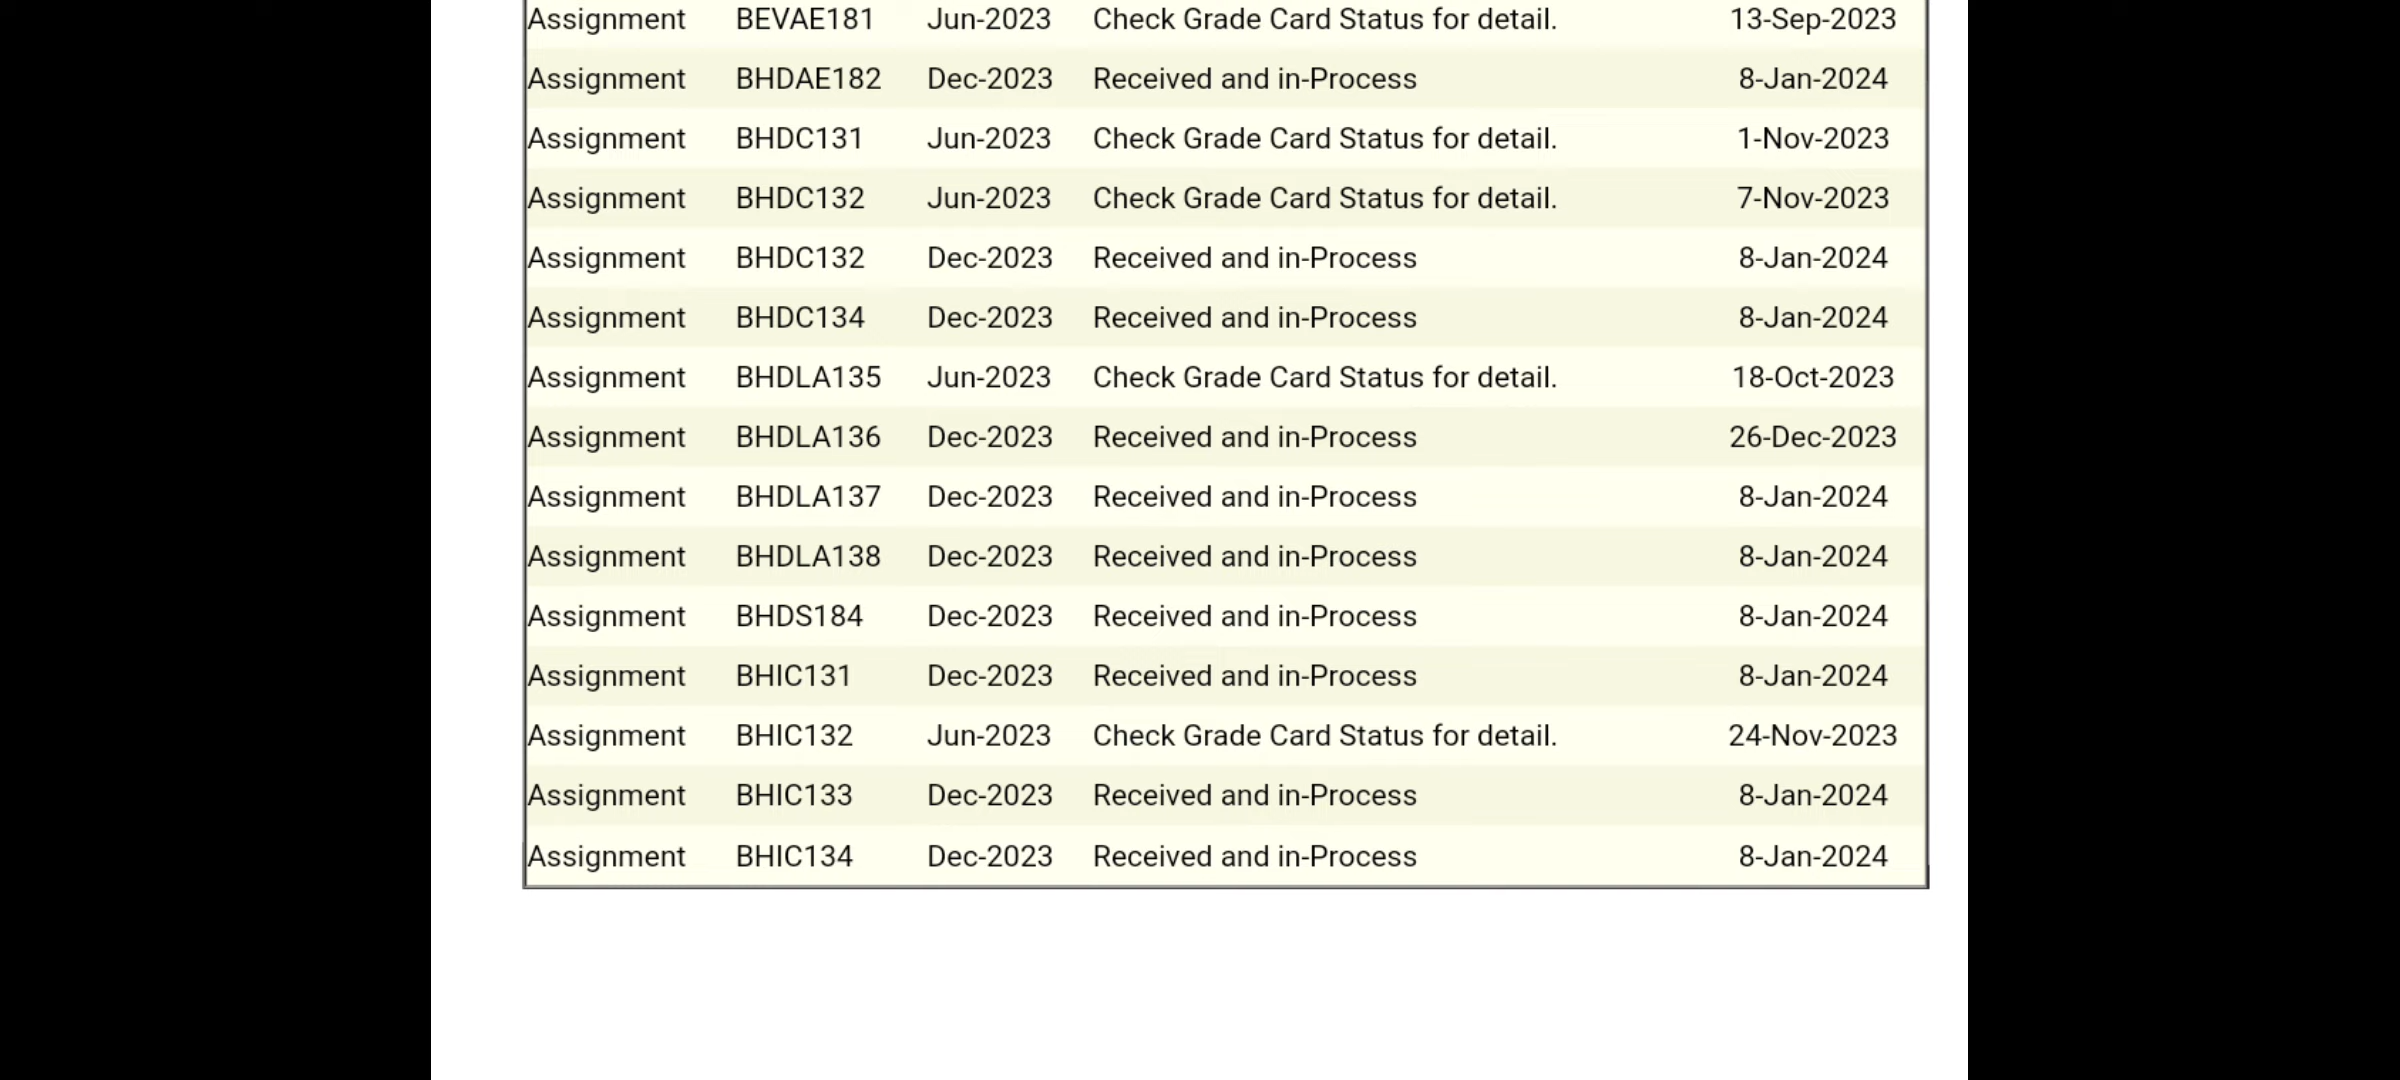 Assignment BEVAE181 Jun-2023 Check Grade Card Status for detail. 13-Sep-2023
Assignment BHDAE182 Dec-2023 Received and in-Process 8-Jan-2024
Assignment BHDC131 Jun-2023 Check Grade Card Status for detail. 1-Nov-2023
Assignment BHDC132 Jun-2023 Check Grade Card Status for detail. 7-Nov-2023
Assignment BHDC132 Dec-2023 Received and in-Process 8-Jan-2024
Assignment BHDC134 Dec-2023 Received and in-Process 8-Jan-2024
Assignment BHDLA135 Jun-2023 Check Grade Card Status for detail. 18-Oct-2023
Assignment BHDLA136 Dec-2023 Received and in-Process 26-Dec-2023
Assignment BHDLA137 Dec-2023 Received and in-Process 8-Jan-2024
Assignment BHDLA138 Dec-2023 Received and in-Process 8-Jan-2024
Assignment BHDS184 Dec-2023 Received and in-Process 8-Jan-2024
Assignment BHIC131 Dec-2023 Received and in-Process 8-Jan-2024
Assignment BHIC132 Jun-2023 Check Grade Card Status for detail. 24-Nov-2023
Assignment BHIC133 Dec-2023 Received and in-Process 8-Jan-2024
Assignment BHIC134 Dec-2023 Received and in-Process 8-Jan-2024